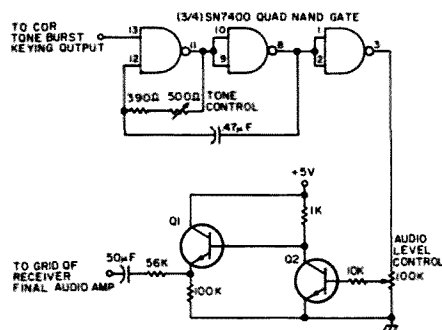 (3/4) SN7400 QUAD NAND GATE
TO COR
TONE BURST
KEYING OUTPUT
13
12
11
10
9
8
1
2
3
390Ω
500Ω
TONE
CONTROL
.47µF
+5V
1K
Q1
Q2
AUDIO
LEVEL
CONTROL
100K
10K
50µF
56K
TO GRID OF
RECEIVER
FINAL AUDIO AMP
100K